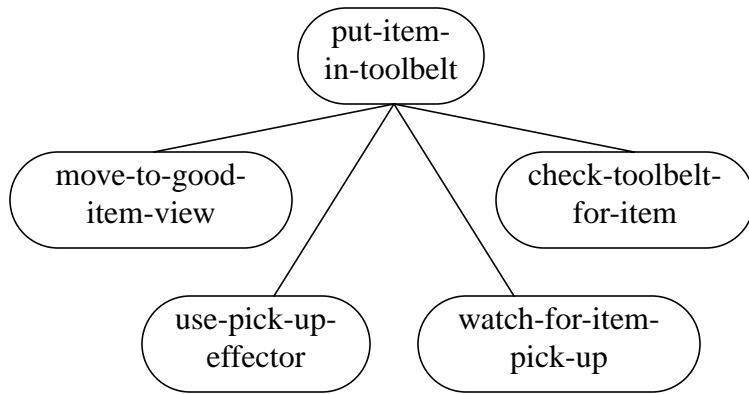 put-item-
in-toolbelt
move-to-good-
item-view
check-toolbelt-
for-item
use-pick-up-
effector
watch-for-item-
pick-up